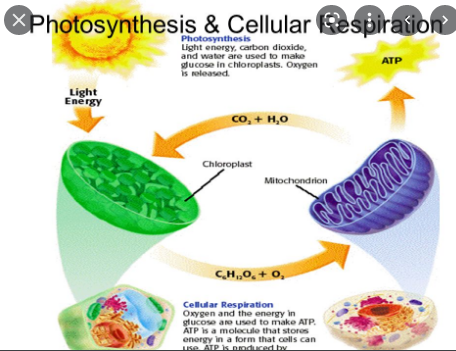 Photosynthesis & Cellular Respiration
Photosynthesis
Light energy, carbon dioxide,
and water are used to make
glucose in chloroplasts. Oxygen
is released.
ATP
Light
Energy
CO₂ + H₂O
Chloroplast
Mitochondrion
C₆H₁₂O₆ + O₂
Cellular Respiration
Oxygen and the energy in
glucose are used to make ATP.
ATP is a molecule that stores
energy in a form that cells can
use. ATP is produced by